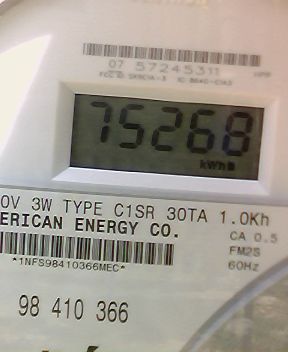 07 57245311
75268
kWh
0V 3W TYPE C1SR 30TA 1.0Kh
ERICAN ENERGY CO.
CA 0.5
FM2S
60Hz
*1NFS98410366MEC*
98 410 366